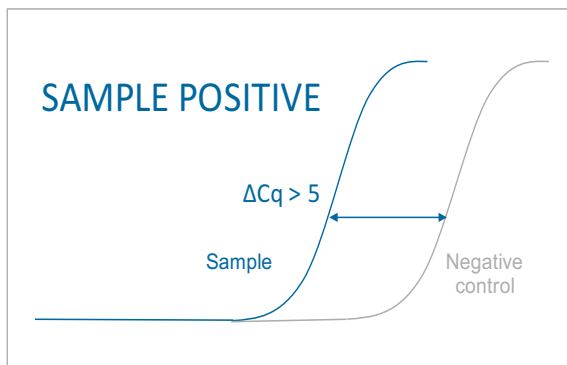 SAMPLE POSITIVE
ΔCq > 5
Sample
Negative
control